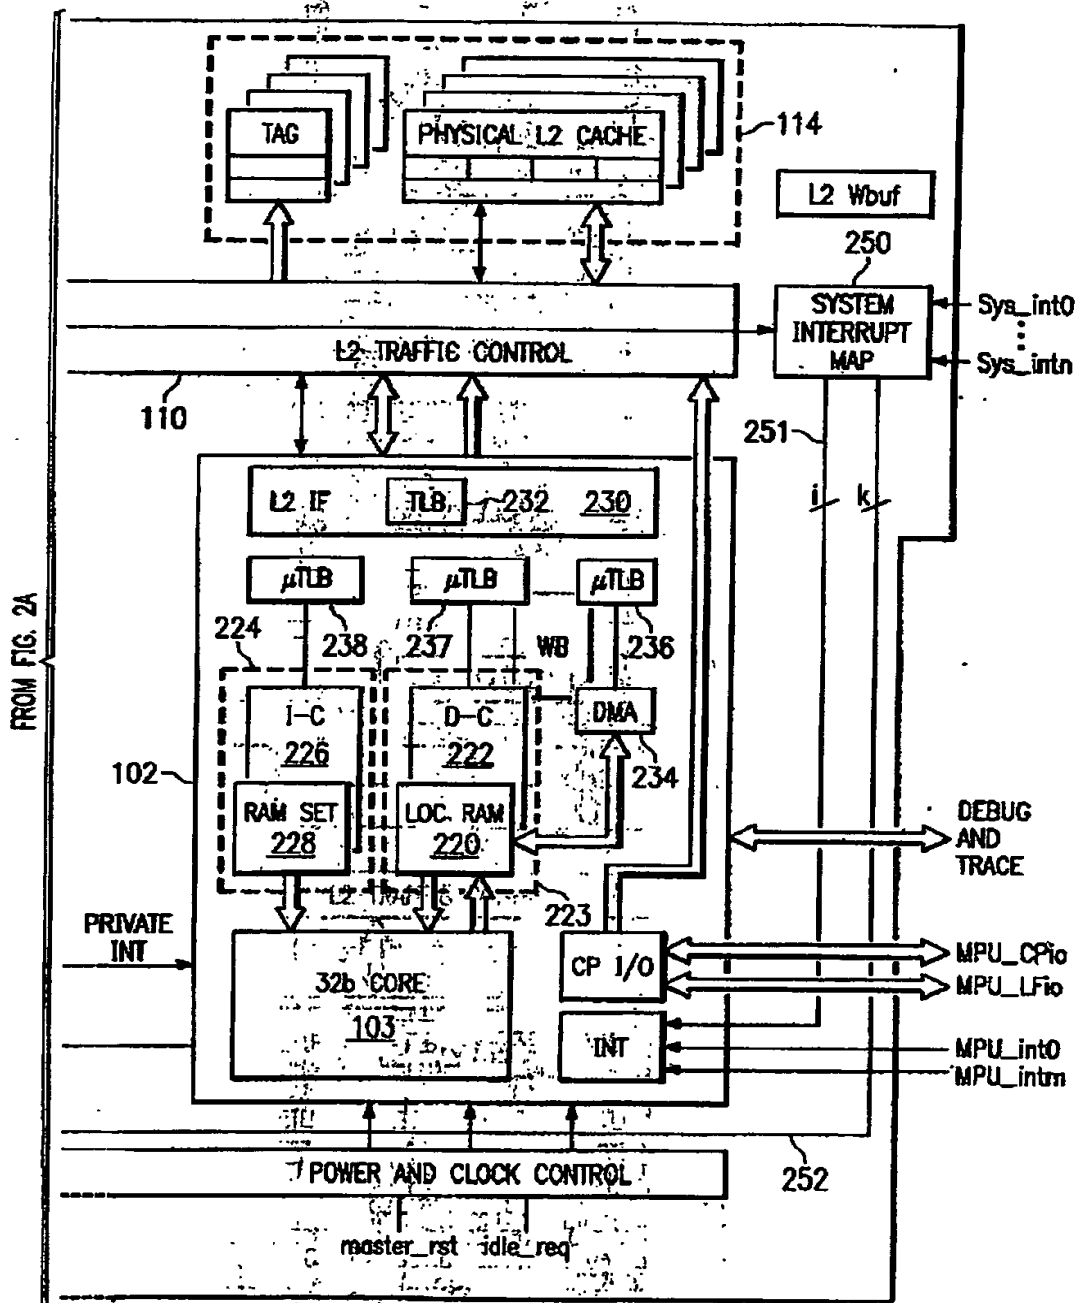 TAG
PHYSICAL L2 CACHE
114
L2 Wbuf
250
SYSTEM
INTERRUPT
MAP
Sys_int0
Sys_intn
L2 TRAFFIC CONTROL
110
251
L2 IF
TLB
232
230
i
k
μTLB
μTLB
μTLB
FROM FIG. 2A
224
238
237
WB
236
I-C
226
D-C
222
DMA
234
102
RAM SET
228
LOC. RAM
220
DEBUG
AND
TRACE
223
PRIVATE
INT
32b CORE
103
CP I/O
MPU_CPio
MPU_LFio
INT
MPU_int0
MPU_intm
POWER AND CLOCK CONTROL
252
master_rst
idle_req